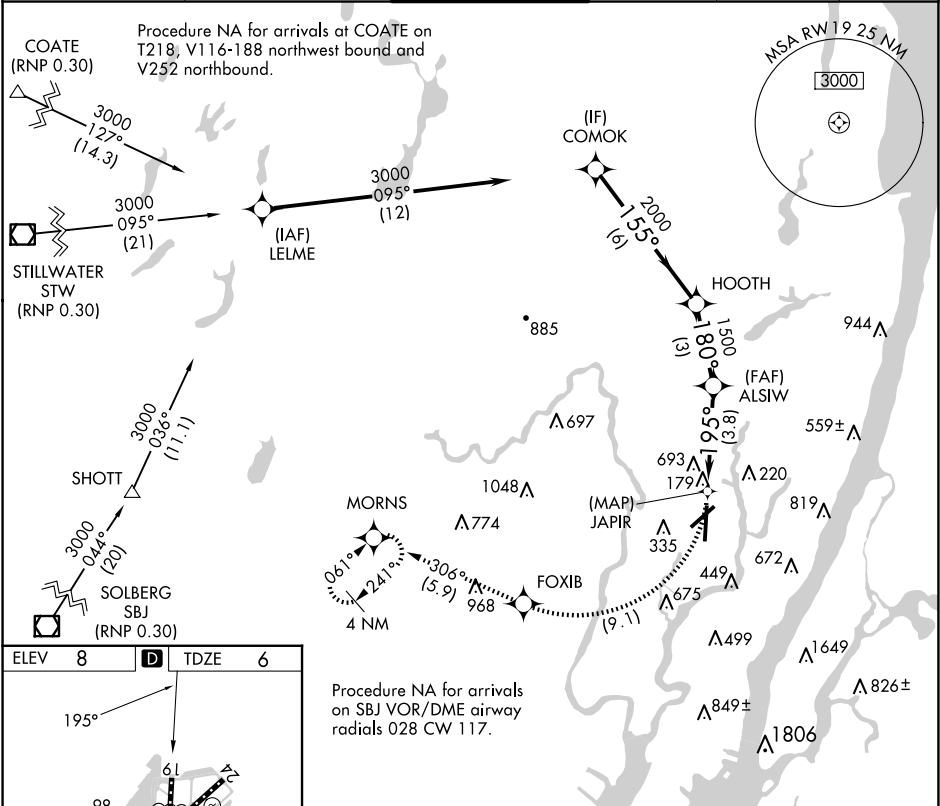 Procedure NA for arrivals at COATE on
T218, V116-188 northwest bound and
V252 northbound.
COATE
(RNP 0.30)
3000
127°
(14.3)
MSA RW19 25 NM
3000
(IF)
COMOK
3000
095°
(12)
3000
095°
(21)
(IAF)
LELME
STILLWATER
STW
(RNP 0.30)
2000
155°
(6)
HOOTH
1500
180°
(3)
(FAF)
ALSIW
885
944
697
559±
195°
(3.8)
3000
036°
(11.1)
SHOTT
693
179
220
1048
(MAP)
JAPIR
819
MORNS
774
335
3000
044°
(20)
061°
241°
4 NM
306°
(5.9)
968
FOXIB
672
449
675
(9.1)
SOLBERG
SBJ
(RNP 0.30)
499
1649
826±
849±
1806
ELEV 8 D TDZE 6
195°
19
24
98
Procedure NA for arrivals
on SBJ VOR/DME airway
radials 028 CW 117.